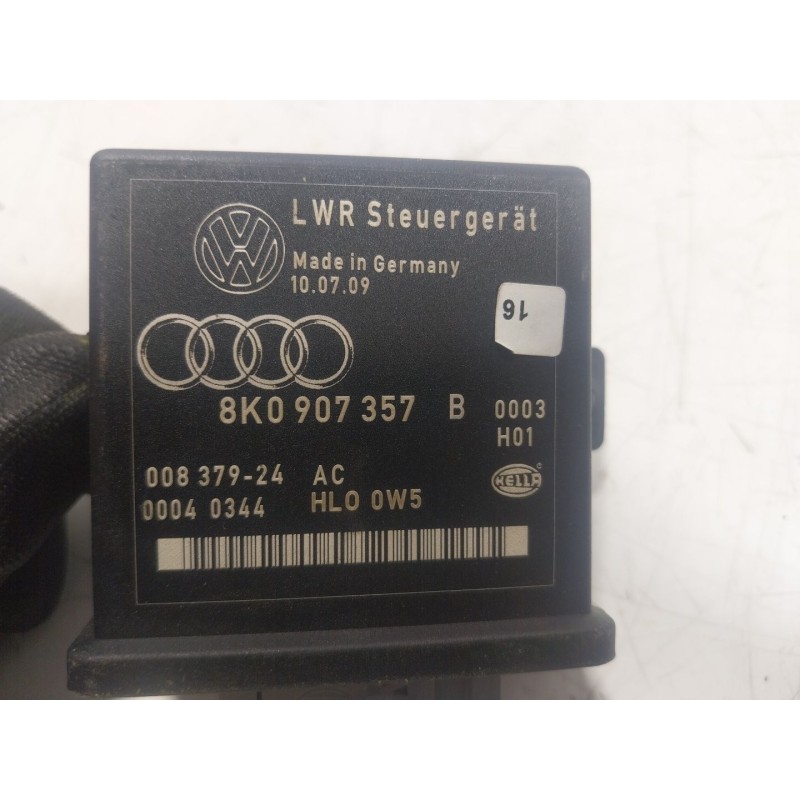 LWR Steuergerät
Made in Germany
10.07.09
16
8K0 907 357 B 0003
H01
008 379-24 AC
0004 0344 HLO 0W5
HELLA